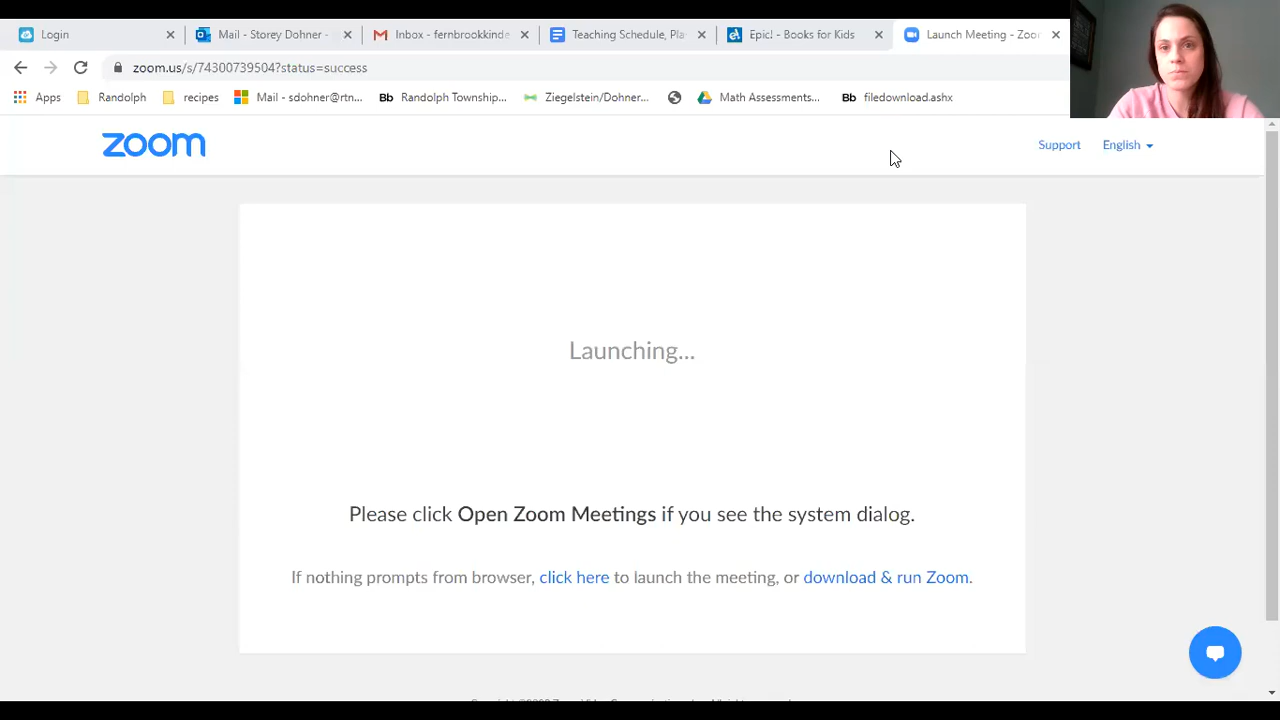 Login
Mail - Storey Dohner -
Inbox - fernbrookkinde
Teaching Schedule, Pla
Epic! - Books for Kids
Launch Meeting - Zoo
zoom.us/s/74300739504?status=success
Apps
Randolph
recipes
Mail - sdohner@rtn...
Bb Randolph Township...
Ziegelstein/Dohner...
Math Assessments...
Bb filedownload.ashx
zoom
Support
English
Launching...
Please click Open Zoom Meetings if you see the system dialog.
If nothing prompts from browser, click here to launch the meeting, or download & run Zoom.